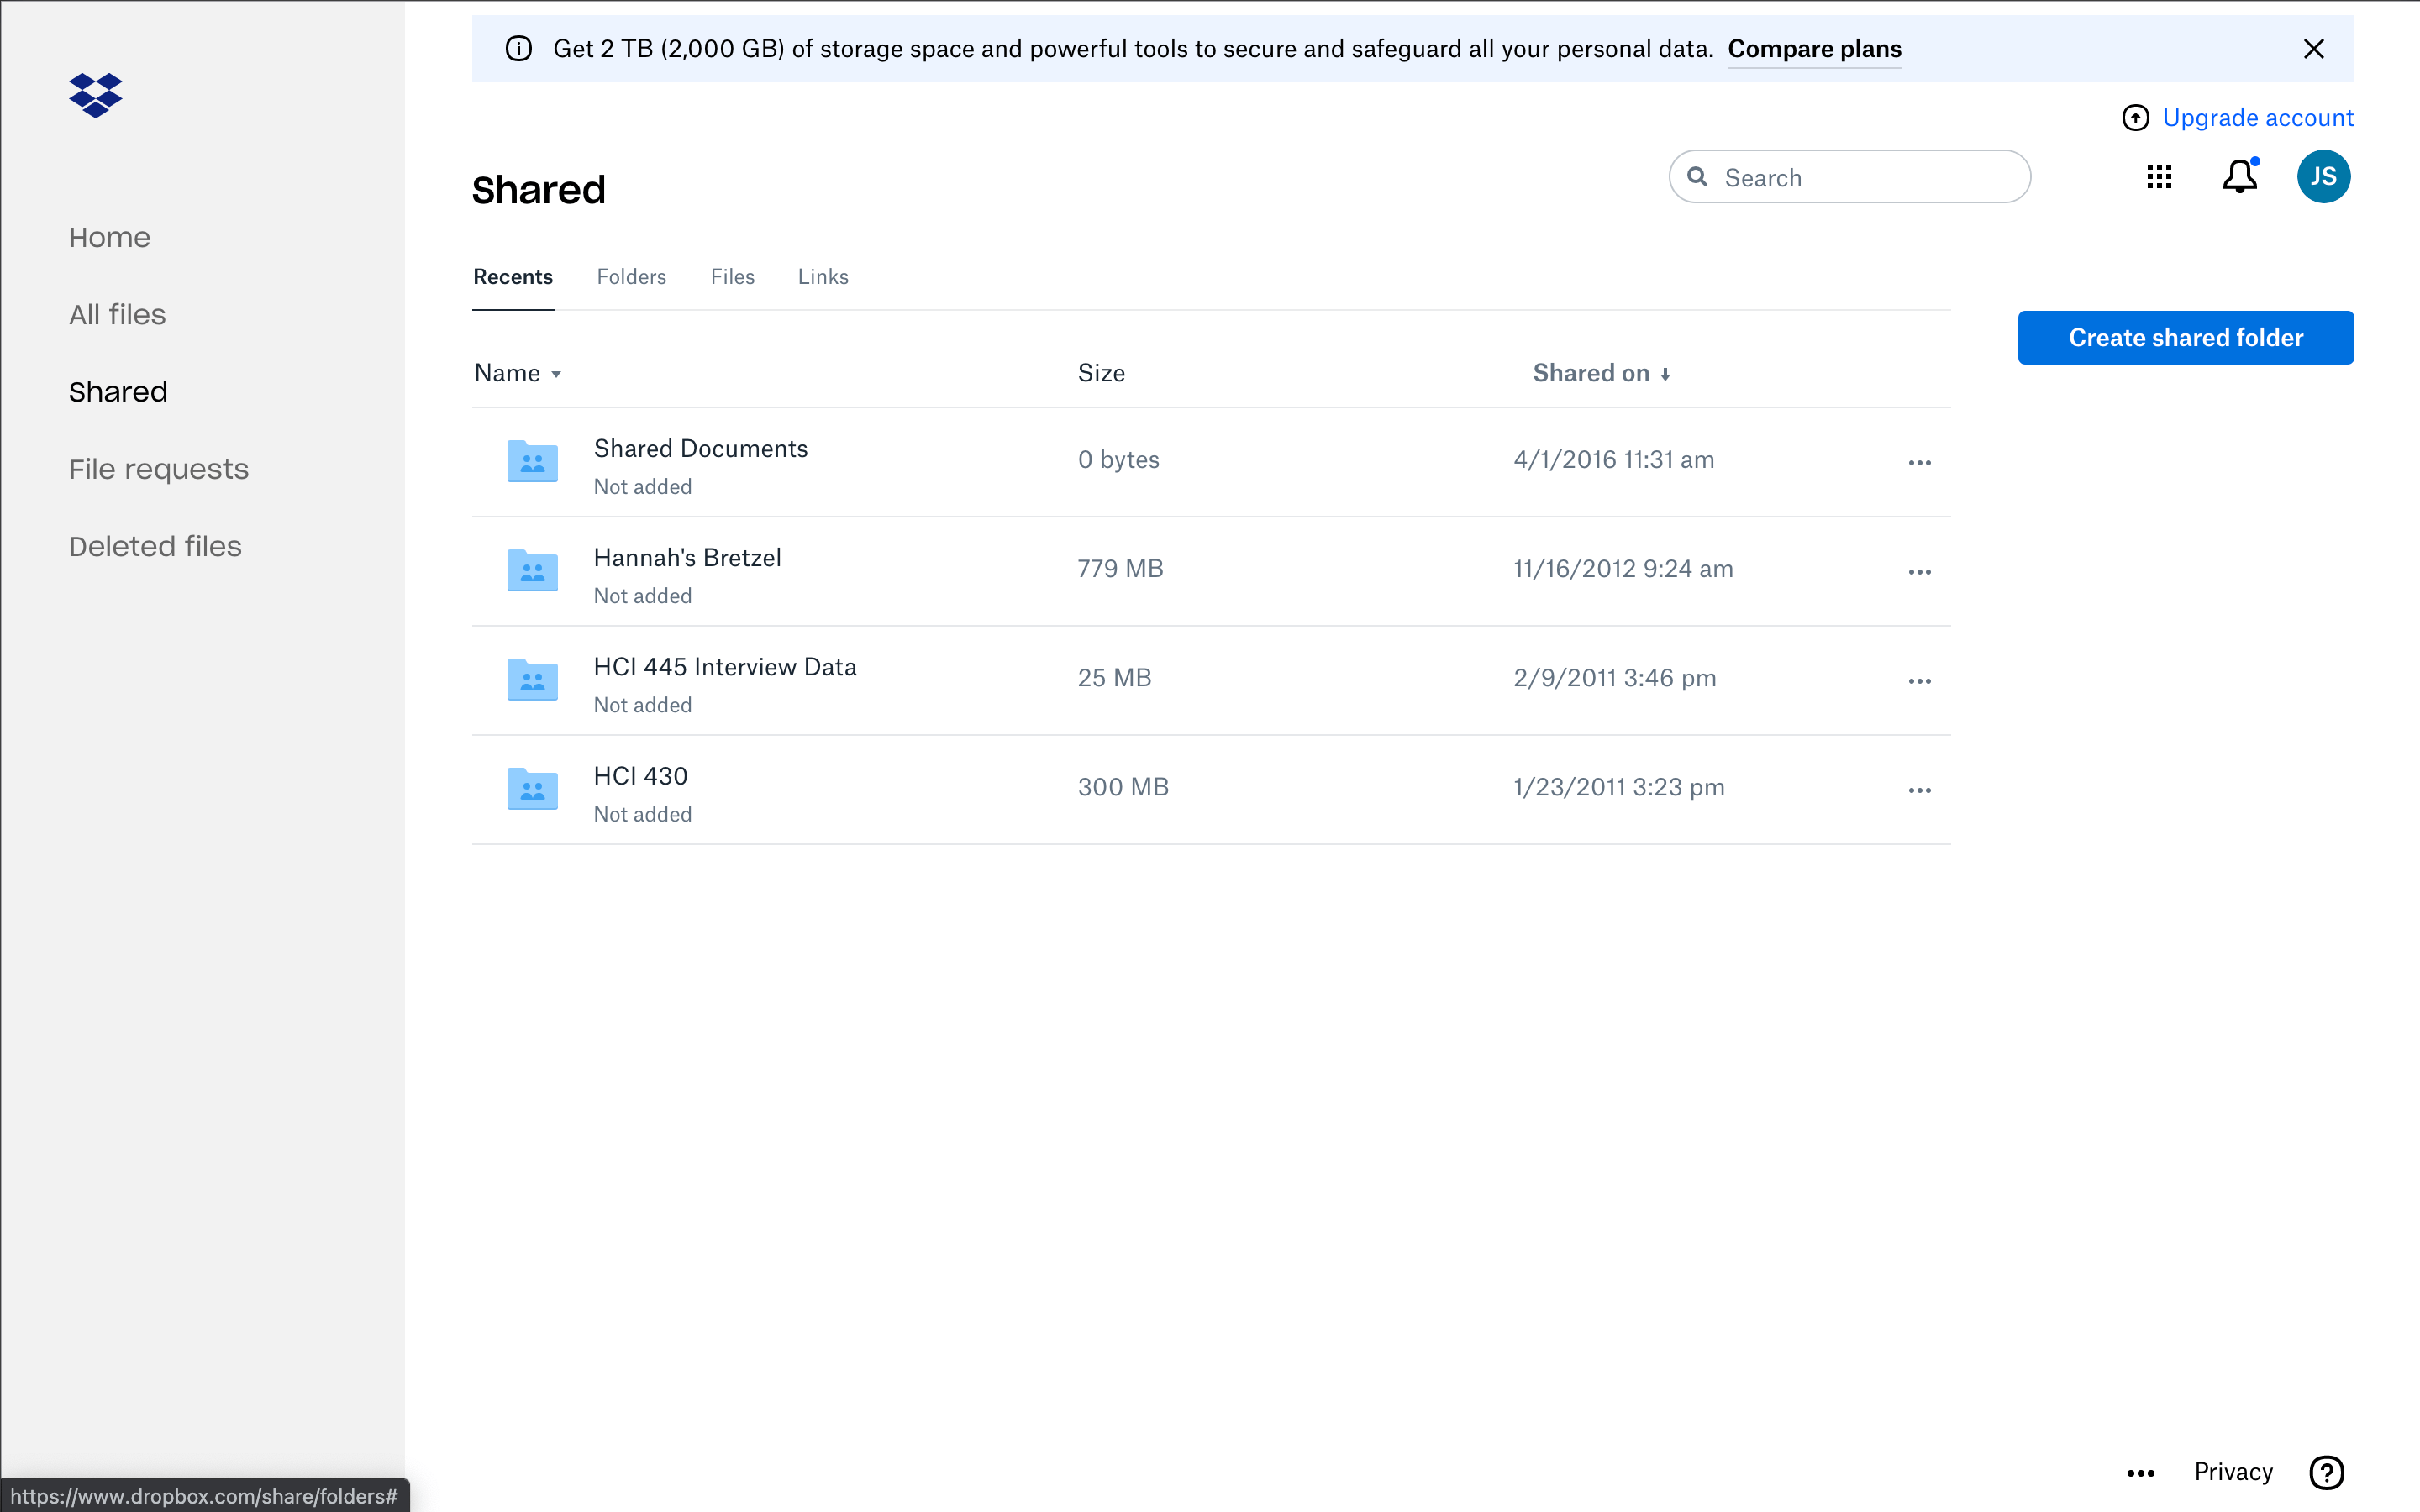 Get 2 TB (2,000 GB) of storage space and powerful tools to secure and safeguard all your personal data. Compare plans
Upgrade account
Shared
Search
JS
Home
All files
Shared
File requests
Deleted files
Recents Folders Files Links
Create shared folder
Name Size Shared on
Shared Documents 0 bytes 4/1/2016 11:31 am
Not added
Hannah's Bretzel 779 MB 11/16/2012 9:24 am
Not added
HCI 445 Interview Data 25 MB 2/9/2011 3:46 pm
Not added
HCI 430 300 MB 1/23/2011 3:23 pm
Not added
Privacy
https://www.dropbox.com/share/folders#